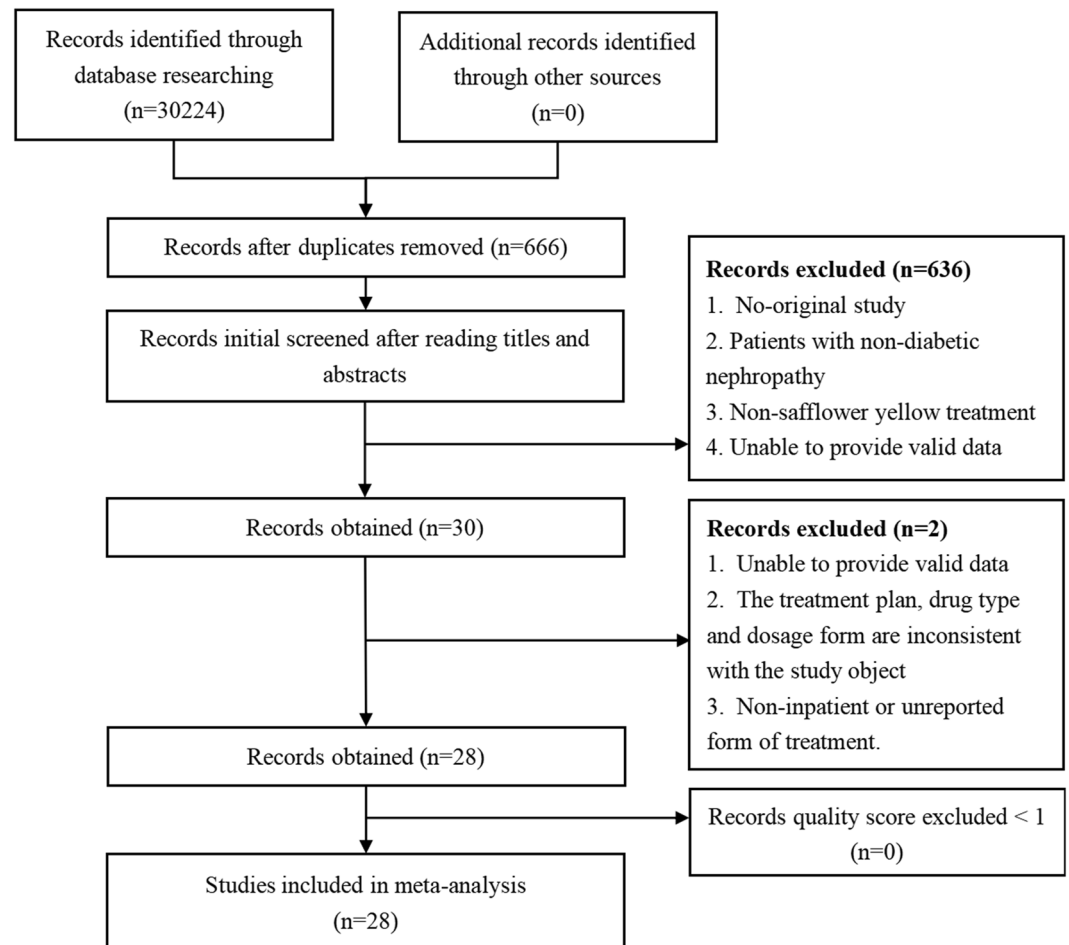 Records identified through
database researching
(n=30224)
Additional records identified
through other sources
(n=0)
Records after duplicates removed (n=666)
Records initial screened after reading titles and
abstracts
Records excluded (n=636)
1. No-original study
2. Patients with non-diabetic
nephropathy
3. Non-safflower yellow treatment
4. Unable to provide valid data
Records obtained (n=30)
Records excluded (n=2)
1. Unable to provide valid data
2. The treatment plan, drug type
and dosage form are inconsistent
with the study object
3. Non-inpatient or unreported
form of treatment.
Records obtained (n=28)
Records quality score excluded < 1
(n=0)
Studies included in meta-analysis
(n=28)